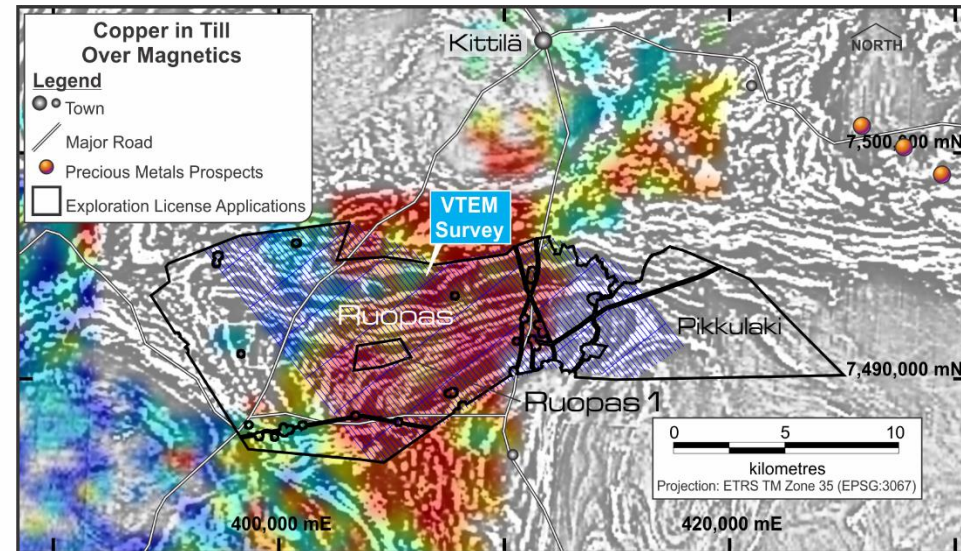 Copper in Till
Over Magnetics
Legend
Town
Major Road
Precious Metals Prospects
Exploration License Applications
Kittilä
NORTH
7,500,000 mN
VTEM
Survey
Ruopas
Pikkulaki
7,490,000 mN
Ruopas 1
0 5 10
kilometres
Projection: ETRS TM Zone 35 (EPSG:3067)
400,000 mE
420,000 mE